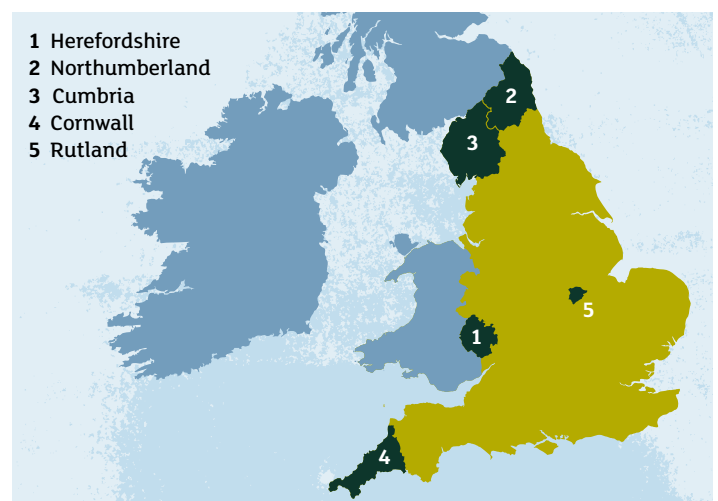 1 Herefordshire
2 Northumberland
3 Cumbria
4 Cornwall
5 Rutland
2
3
5
1
4